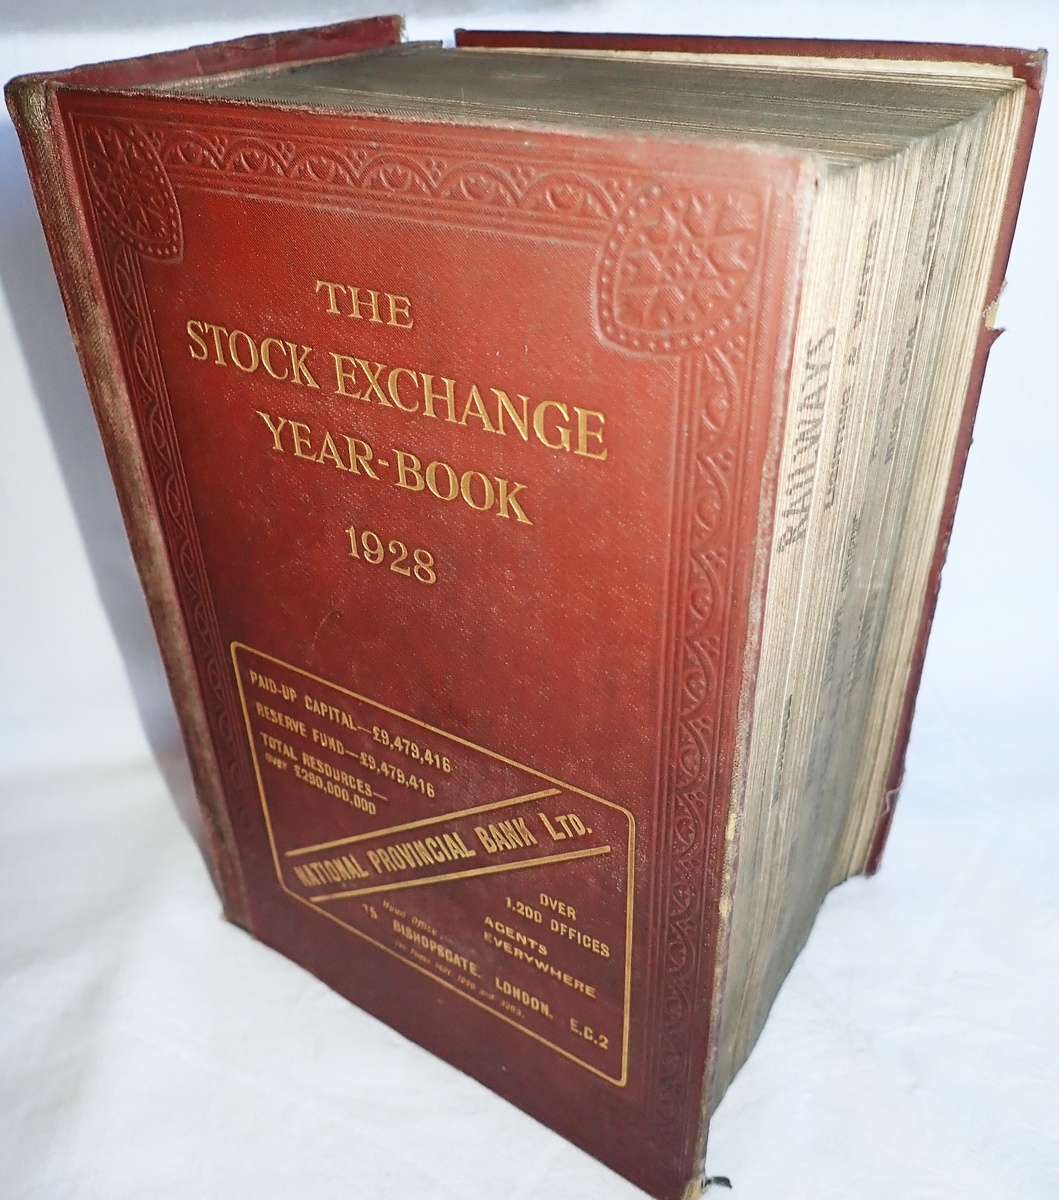 THE
STOCK EXCHANGE
YEAR-BOOK
1928
PAID-UP CAPITAL—£9,479,416
RESERVE FUND—£9,479,416
TOTAL RESOURCES—
OVER £290,000,000
NATIONAL PROVINCIAL BANK LTD.
OVER
1.200 OFFICES
AGENTS
EVERYWHERE
Head Office
15 BISHOPSGATE. LONDON. E.C.2
RAILWAYS